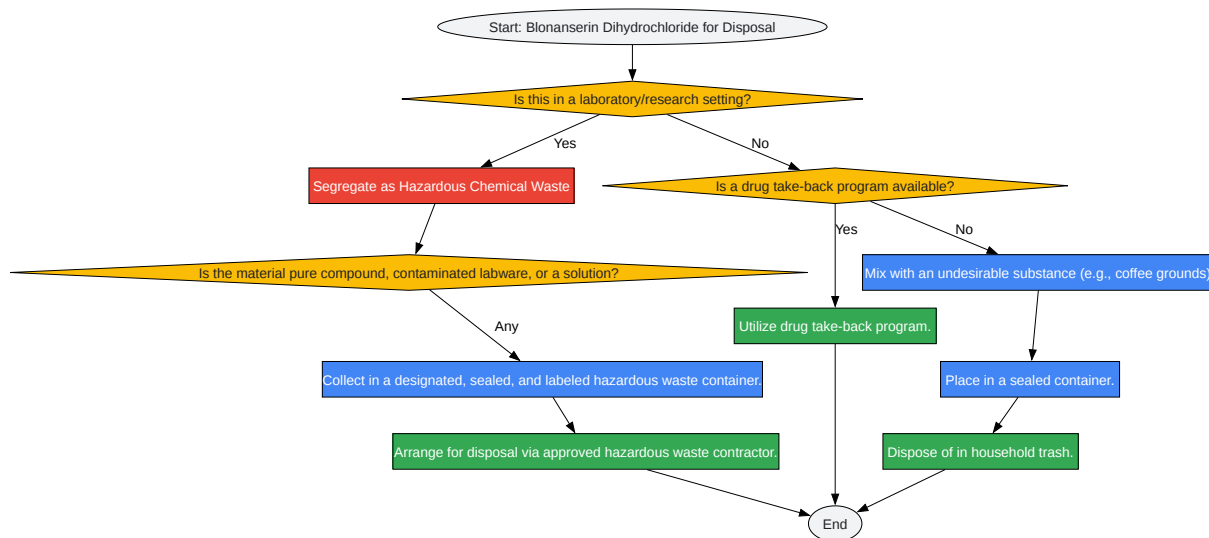 Start: Blonanserin Dihydrochloride for Disposal
Is this in a laboratory/research setting?
Yes
No
Segregate as Hazardous Chemical Waste
Is a drug take-back program available?
Yes
No
Is the material pure compound, contaminated labware, or a solution?
Mix with an undesirable substance (e.g., coffee grounds)
Any
Utilize drug take-back program.
Collect in a designated, sealed, and labeled hazardous waste container.
Place in a sealed container.
Arrange for disposal via approved hazardous waste contractor.
Dispose of in household trash.
End